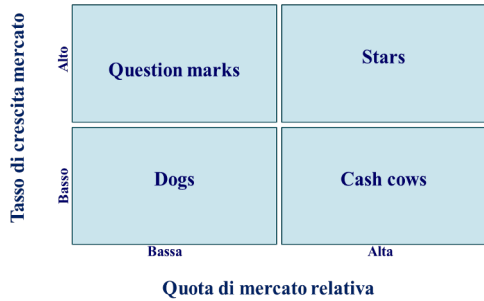 Tasso di crescita mercato
Alto
Question marks
Stars
Basso
Dogs
Cash cows
Bassa
Alta
Quota di mercato relativa